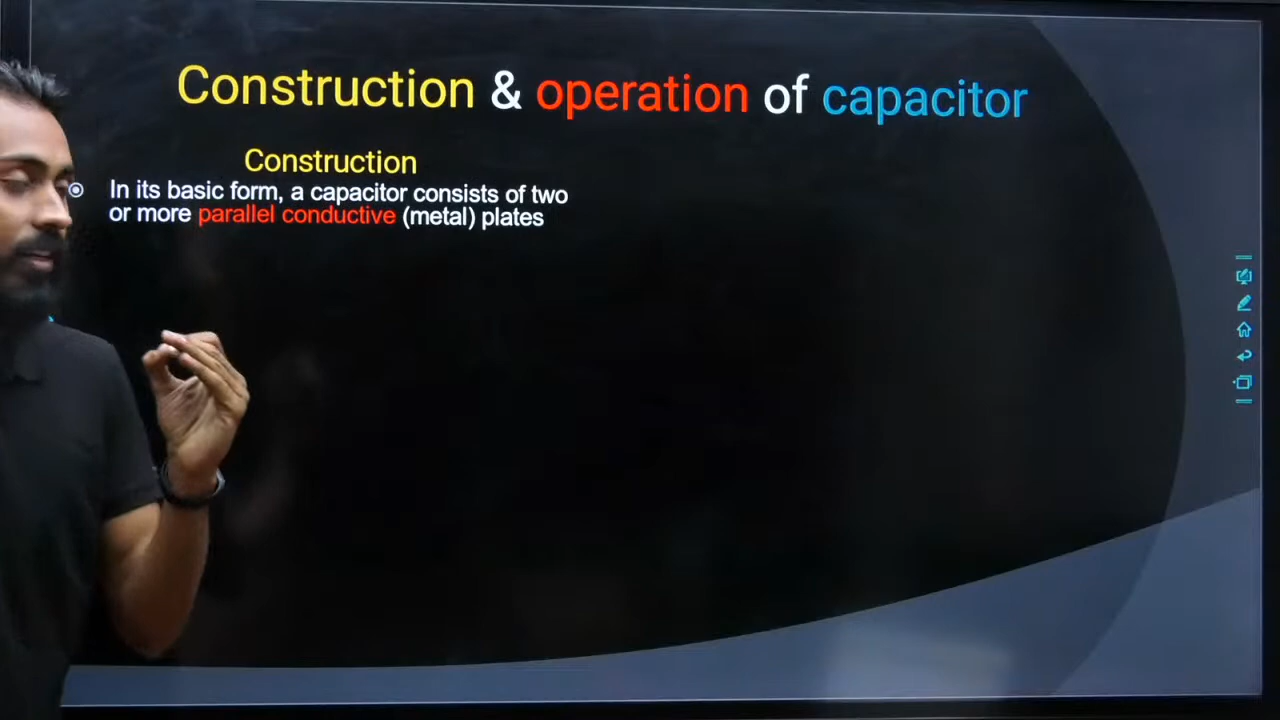 Construction & operation of capacitor
Construction
In its basic form, a capacitor consists of two
or more parallel conductive (metal) plates